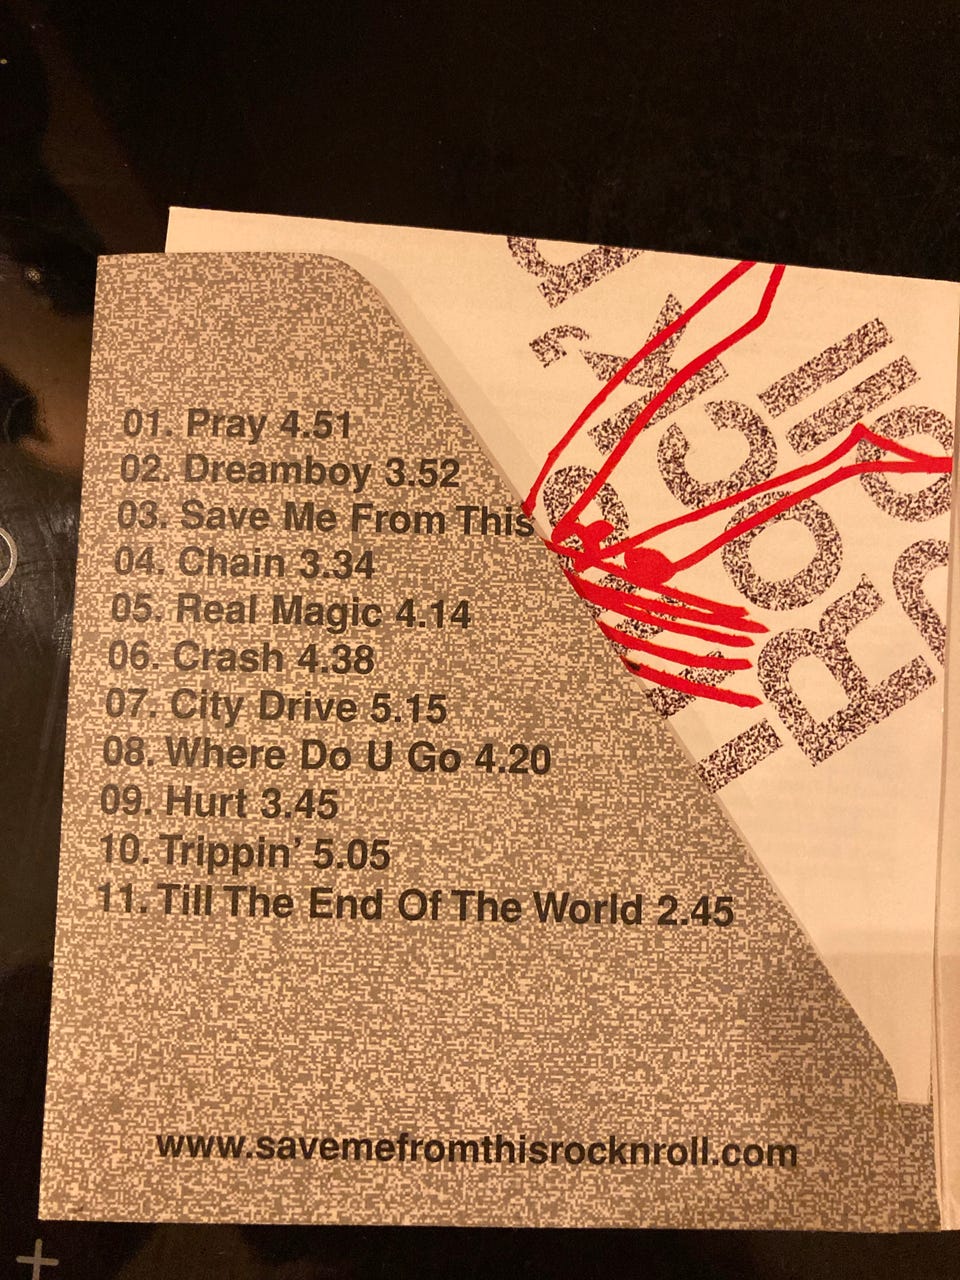 01. Pray 4.51
02. Dreamboy 3.52
03. Save Me From This
04. Chain 3.34
05. Real Magic 4.14
06. Crash 4.38
07. City Drive 5.15
08. Where Do U Go 4.20
09. Hurt 3.45
10. Trippin' 5.05
11. Till The End Of The World 2.45
www.savemefromthisrocknroll.com